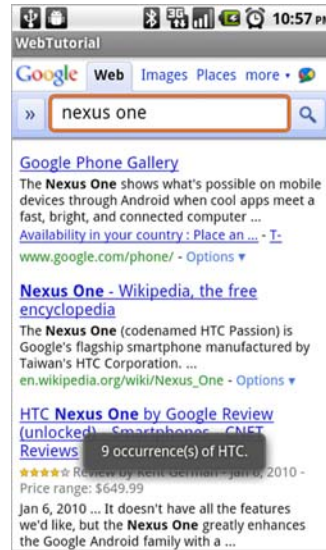 3G 10:57 PM
WebTutorial
Google Web Images Places more
» nexus one
Google Phone Gallery
The Nexus One shows what's possible on mobile
devices through Android when cool apps meet a
fast, bright, and connected computer ...
Availability in your country : Place an ... - T-
www.google.com/phone/ - Options ▼
Nexus One - Wikipedia, the free
encyclopedia
The Nexus One (codenamed HTC Passion) is
Google's flagship smartphone manufactured by
Taiwan's HTC Corporation. ...
en.wikipedia.org/wiki/Nexus_One - Options ▼
HTC Nexus One by Google Review
(unlocked) - Smartphones - CNET
Reviews
9 occurrence(s) of HTC.
Review by Kent German - Jan 6, 2010 -
Price range: $649.99
Jan 6, 2010 ... It doesn't have all the features
we'd like, but the Nexus One greatly enhances
the Google Android family with a ...